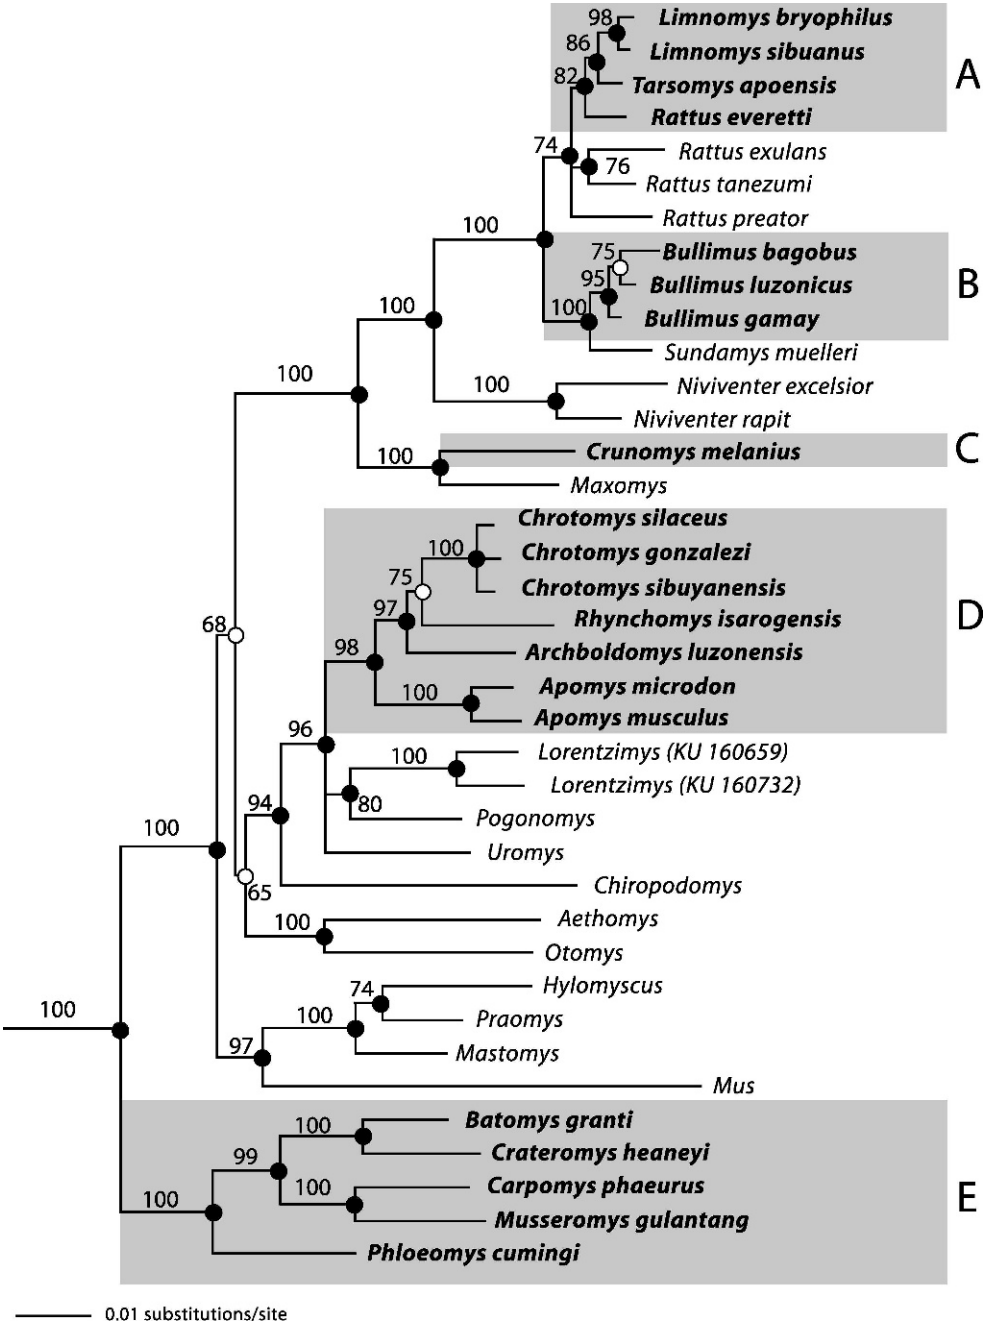 98 Limnomys bryophilus
86 Limnomys sibuanus
A
82 Tarsomys apoensis
Rattus everetti
74 Rattus exulans
76
Rattus tanezumi
Rattus preator
100
75 Bullimus bagobus
95 Bullimus luzonicus
B
100 Bullimus gamay
100
Sundamys muelleri
100
100 Niviventer excelsior
Niviventer rapit
Crunomys melanius
C
100
Maxomys
Chrotomys silaceus
100 Chrotomys gonzalezi
75 Chrotomys sibuyanensis
97 Rhynchomys isarogensis
D
68
98 Archboldomys luzonensis
100 Apomys microdon
Apomys musculus
96
100 Lorentzimys (KU 160659)
Lorentzimys (KU 160732)
94 80
Pogonomys
100
Uromys
65
Chiropodomys
100 Aethomys
Otomys
74 Hylomyscus
100 100 Praomys
97 Mastomys
Mus
100 Batomys granti
99 Crateromys heaneyi
100 100 Carpomys phaeurus
E
Musseromys gulantang
Phloeomys cumingi
0.01 substitutions/site